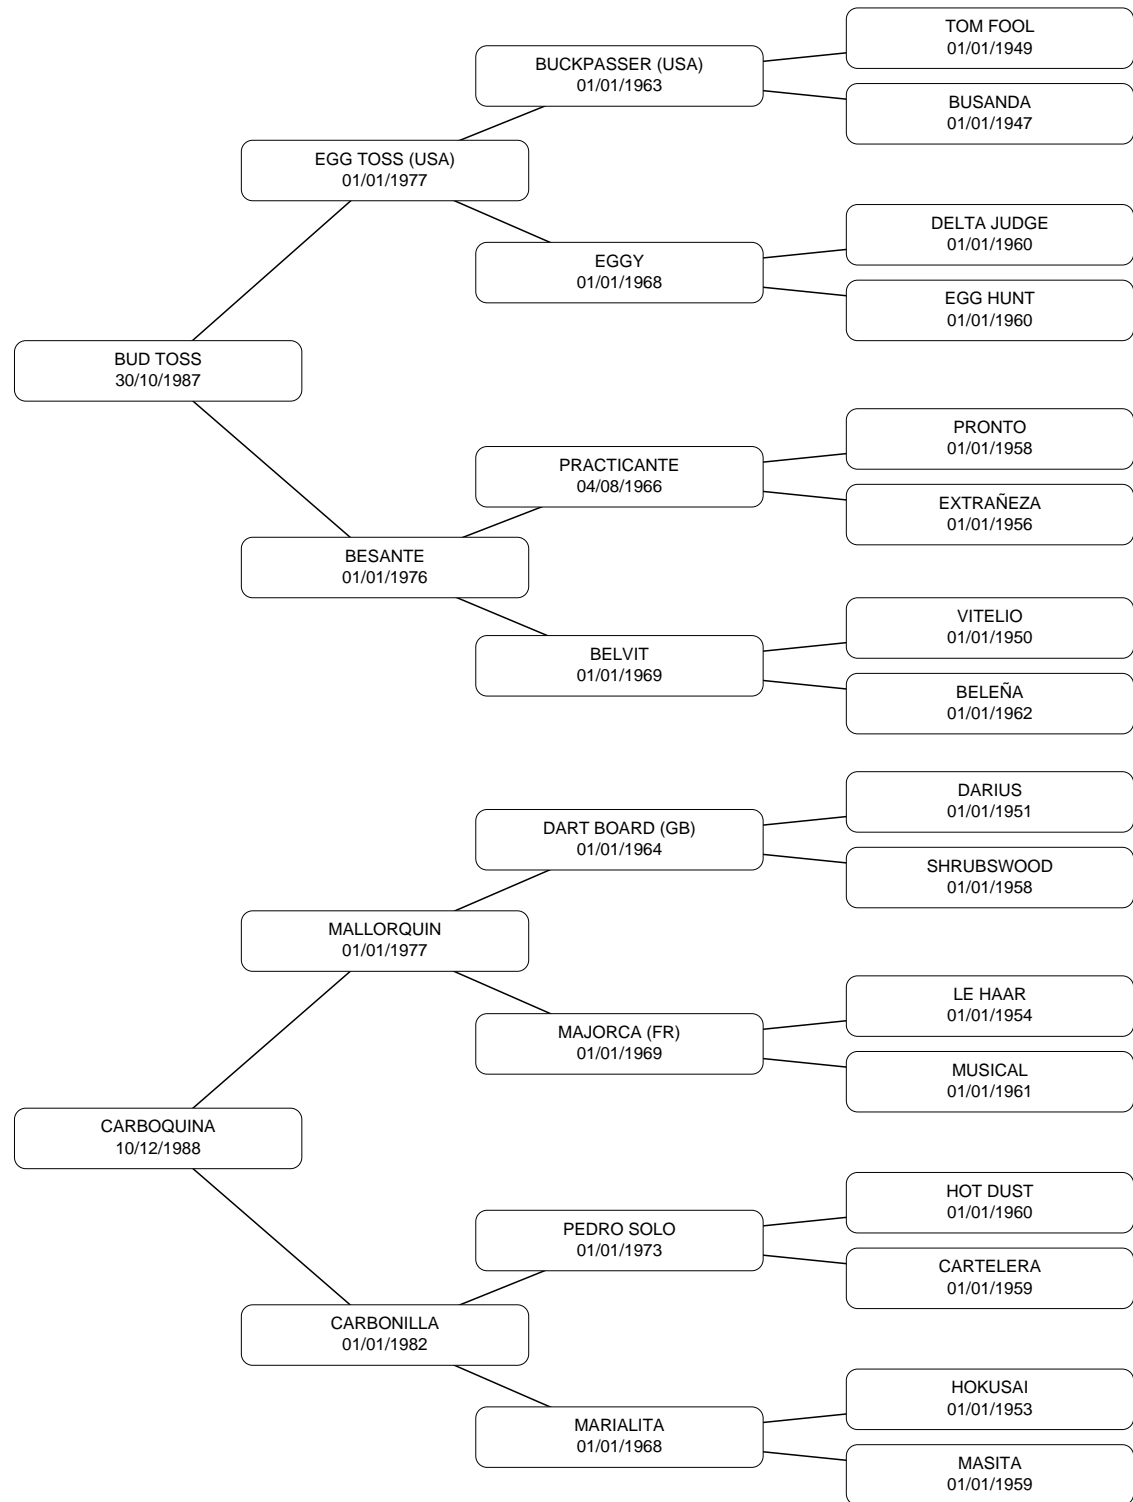 TOM FOOL
01/01/1949
BUCKPASSER (USA)
01/01/1963
BUSANDA
01/01/1947
EGG TOSS (USA)
01/01/1977
DELTA JUDGE
01/01/1960
EGGY
01/01/1968
EGG HUNT
01/01/1960
BUD TOSS
30/10/1987
PRONTO
01/01/1958
PRACTICANTE
04/08/1966
EXTRAÑEZA
01/01/1956
BESANTE
01/01/1976
VITELIO
01/01/1950
BELVIT
01/01/1969
BELEÑA
01/01/1962
DARIUS
01/01/1951
DART BOARD (GB)
01/01/1964
SHRUBSWOOD
01/01/1958
MALLORQUIN
01/01/1977
LE HAAR
01/01/1954
MAJORCA (FR)
01/01/1969
MUSICAL
01/01/1961
CARBOQUINA
10/12/1988
HOT DUST
01/01/1960
PEDRO SOLO
01/01/1973
CARTELERA
01/01/1959
CARBONILLA
01/01/1982
HOKUSAI
01/01/1953
MARIALITA
01/01/1968
MASITA
01/01/1959